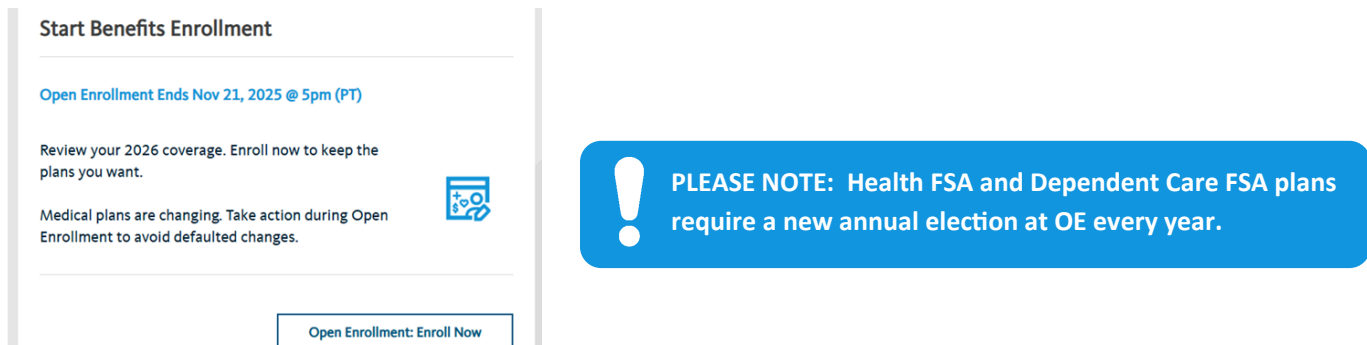 Start Benefits Enrollment
Open Enrollment Ends Nov 21, 2025 @ 5pm (PT)
Review your 2026 coverage. Enroll now to keep the
plans you want.
Medical plans are changing. Take action during Open
Enrollment to avoid defaulted changes.
Open Enrollment: Enroll Now
PLEASE NOTE: Health FSA and Dependent Care FSA plans
require a new annual election at OE every year.